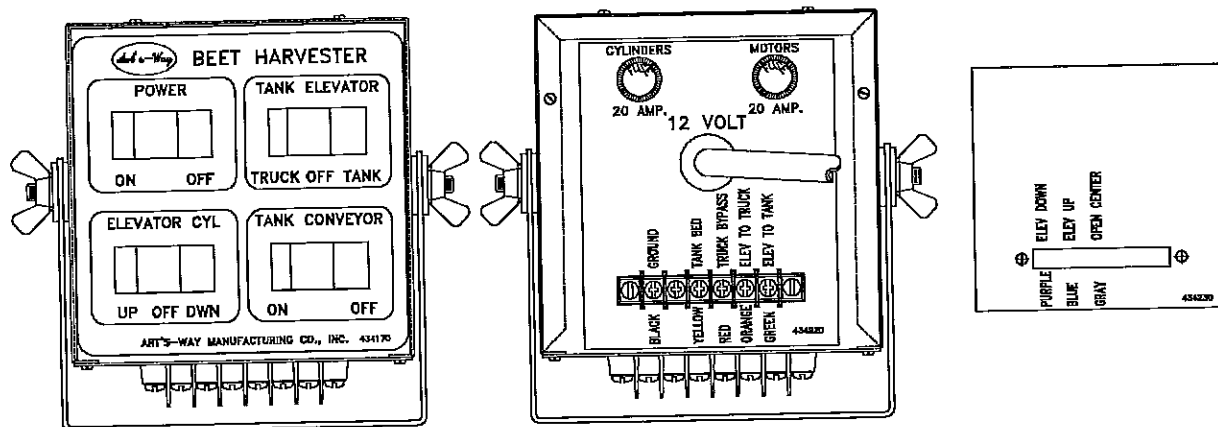 Art's-Way BEET HARVESTER
POWER
ON OFF
TANK ELEVATOR
TRUCK OFF TANK
ELEVATOR CYL
UP OFF DWN
TANK CONVEYOR
ON OFF
ART'S-WAY MANUFACTURING CO., INC. 434170
CYLINDERS
FUSE
20 AMP.
MOTORS
FUSE
20 AMP.
12 VOLT
GROUND
TANK BED
TRUCK BYPASS
ELEV TO TRUCK
ELEV TO TANK
BLACK
YELLOW
RED
ORANGE
GREEN
434220
ELEV DOWN
ELEV UP
OPEN CENTER
PURPLE
BLUE
GRAY
434230